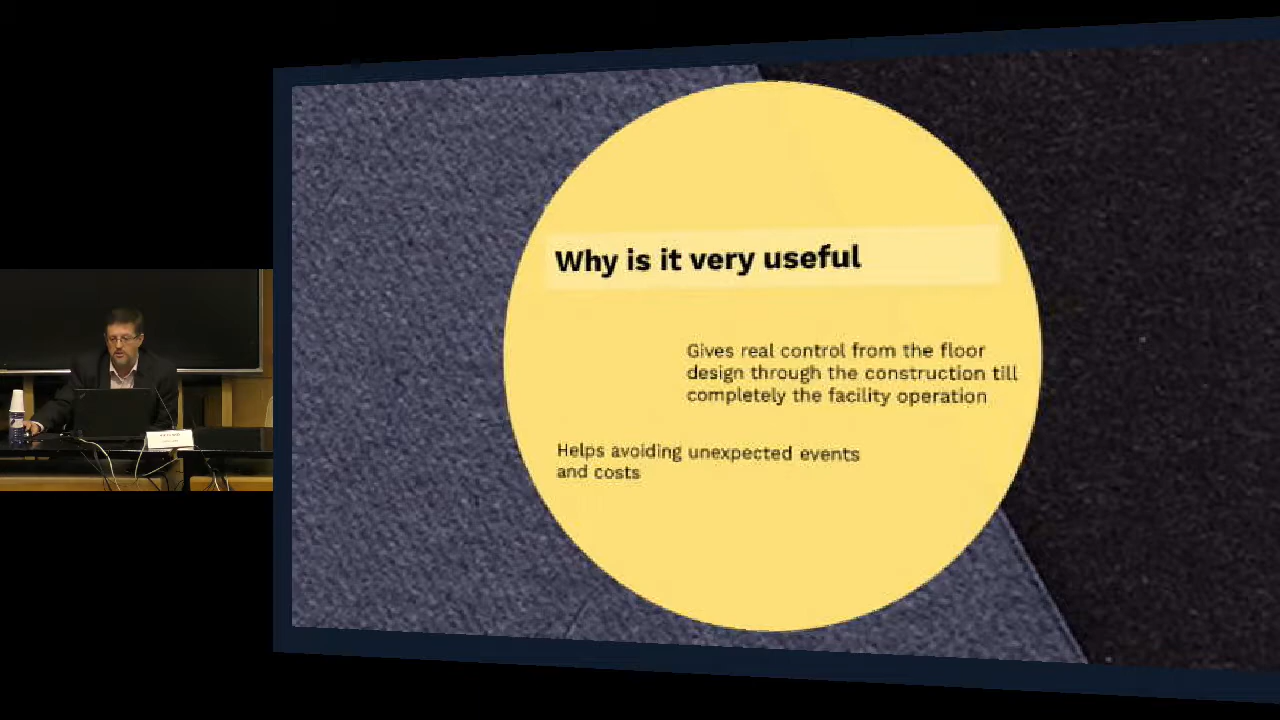 Why is it very useful
Gives real control from the floor
design through the construction till
completely the facility operation
Helps avoiding unexpected events
and costs